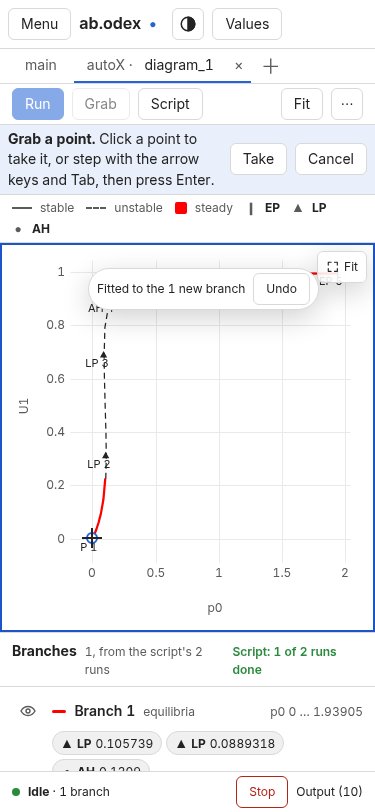 Menu ab.odex Values
main autoX · diagram_1 ×
Run Grab Script Fit ...
Grab a point. Click a point to
take it, or step with the arrow
keys and Tab, then press Enter.
Take Cancel
stable unstable steady EP LP
AH
Fit
Fitted to the 1 new branch Undo
1
0.8
LP 3
0.6
U1
0.4
LP 2
0.2
0
P 1
0 0.5 1 1.5 2
p0
Branches 1, from the script's 2
runs
Script: 1 of 2 runs
done
Branch 1 equilibria p0 0 ... 1.93905
LP 0.105739 LP 0.0889318
Idle · 1 branch Stop Output (10)